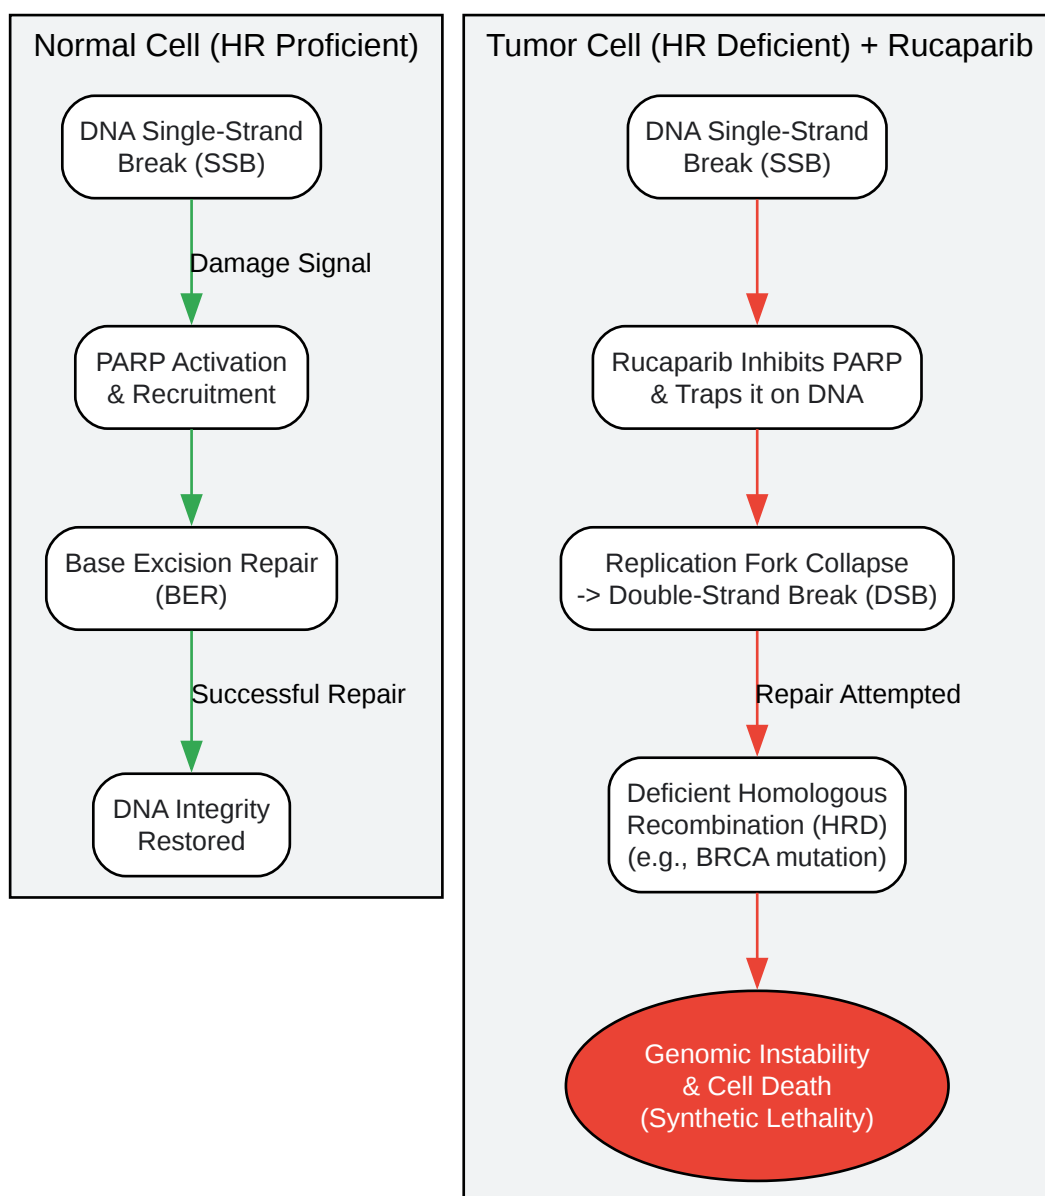 Normal Cell (HR Proficient)
DNA Single-Strand
Break (SSB)
Damage Signal
PARP Activation
& Recruitment
Base Excision Repair
(BER)
Successful Repair
DNA Integrity
Restored
Tumor Cell (HR Deficient) + Rucaparib
DNA Single-Strand
Break (SSB)
Rucaparib Inhibits PARP
& Traps it on DNA
Replication Fork Collapse
-> Double-Strand Break (DSB)
Repair Attempted
Deficient Homologous
Recombination (HRD)
(e.g., BRCA mutation)
Genomic Instability
& Cell Death
(Synthetic Lethality)